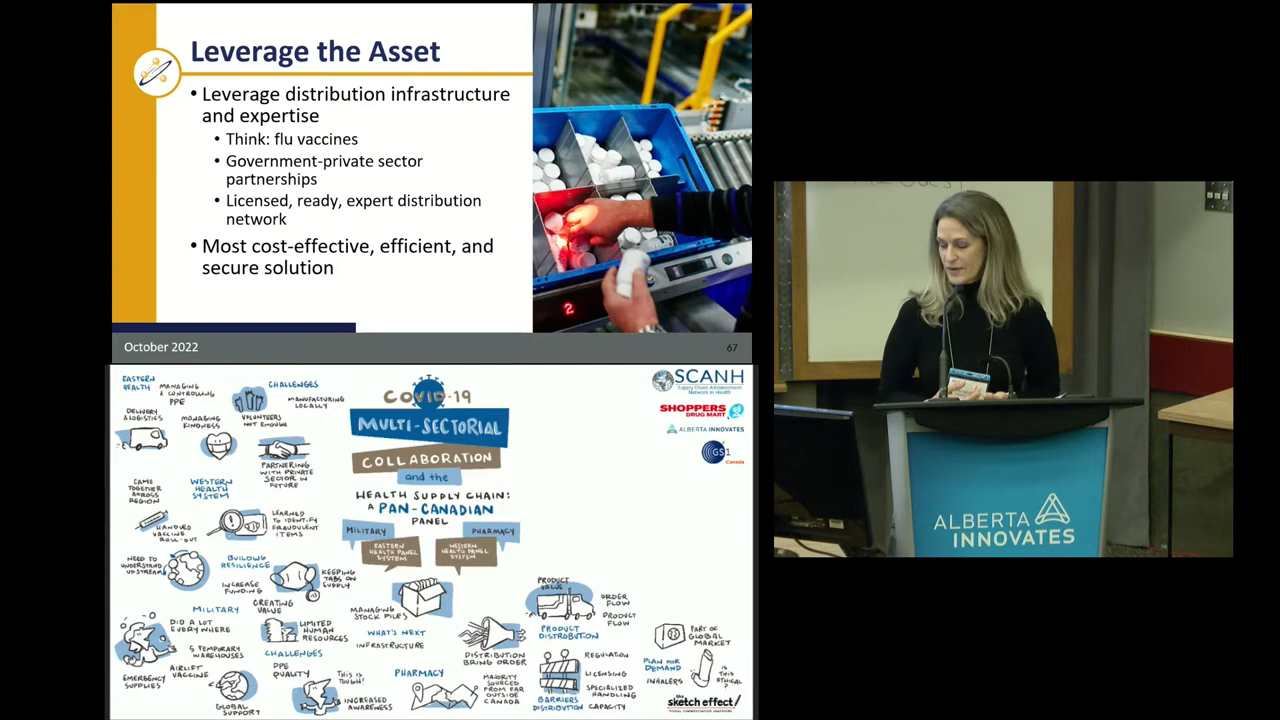 Leverage the Asset
• Leverage distribution infrastructure
and expertise
• Think: flu vaccines
• Government-private sector
partnerships
• Licensed, ready, expert distribution
network
• Most cost-effective, efficient, and
secure solution
2
October 2022
67
EASTERN
HEALTH
MANAGING
& CONTROLLING
PPE
DELIVERY
& LOGISTICS
MANAGING
KINDNESS
CHALLENGES
MANUFACTURING
LOCALLY
VOLUNTEERS
NOT ENOUGH
PARTNERING
WITH PRIVATE
SECTOR IN
FUTURE
CAME
TOGETHER
ACROSS
REGION
WESTERN
HEALTH
SYSTEM
HANDLED
VACCINE
ROLL-OUT
LEARNED
TO IDENTIFY
FRAUDULENT
ITEMS
NEED TO
UNDERSTAND
UPSTREAM
BUILDING
RESILIENCE
INCREASE
FUNDING
KEEPING
TABS ON
SUPPLY
MILITARY
DID A LOT
EVERYWHERE
5 TEMPORARY
WAREHOUSES
AIRLIFT
VACCINE
EMERGENCY
SUPPLIES
GLOBAL
SUPPORT
CREATING
VALUE
LIMITED
HUMAN
RESOURCES
CHALLENGES
PPE
QUALITY
THIS IS
TOUGH!
INCREASED
AWARENESS
COVID-19
MULTI-SECTORIAL
COLLABORATION
and the
HEALTH SUPPLY CHAIN:
A PAN-CANADIAN
PANEL
MILITARY
PHARMACY
EASTERN
HEALTH PANEL
SYSTEM
WESTERN
HEALTH PANEL
SYSTEM
MANAGING
STOCK PILES
WHAT'S NEXT
INFRASTRUCTURE
PHARMACY
DISTRIBUTION
BRING ORDER
MAJORITY
SOURCED
FROM FAR
OUTSIDE
CANADA
PRODUCT
VALUE
ORDER
FLOW
PRODUCT
FLOW
PRODUCT
DISTRIBUTION
REGULATION
LICENSING
SPECIALIZED
HANDLING
CAPACITY
BARRIERS
DISTRIBUTION
PART OF
GLOBAL
MARKET
PLAN FOR
DEMAND
INHALERS
IS THIS
ETHICAL?
SCANH
Supply Chain Advancement
Network in Health
SHOPPERS
DRUG MART
ALBERTA INNOVATES
GS1
Canada
the
sketch effect
ALBERTA
INNOVATES